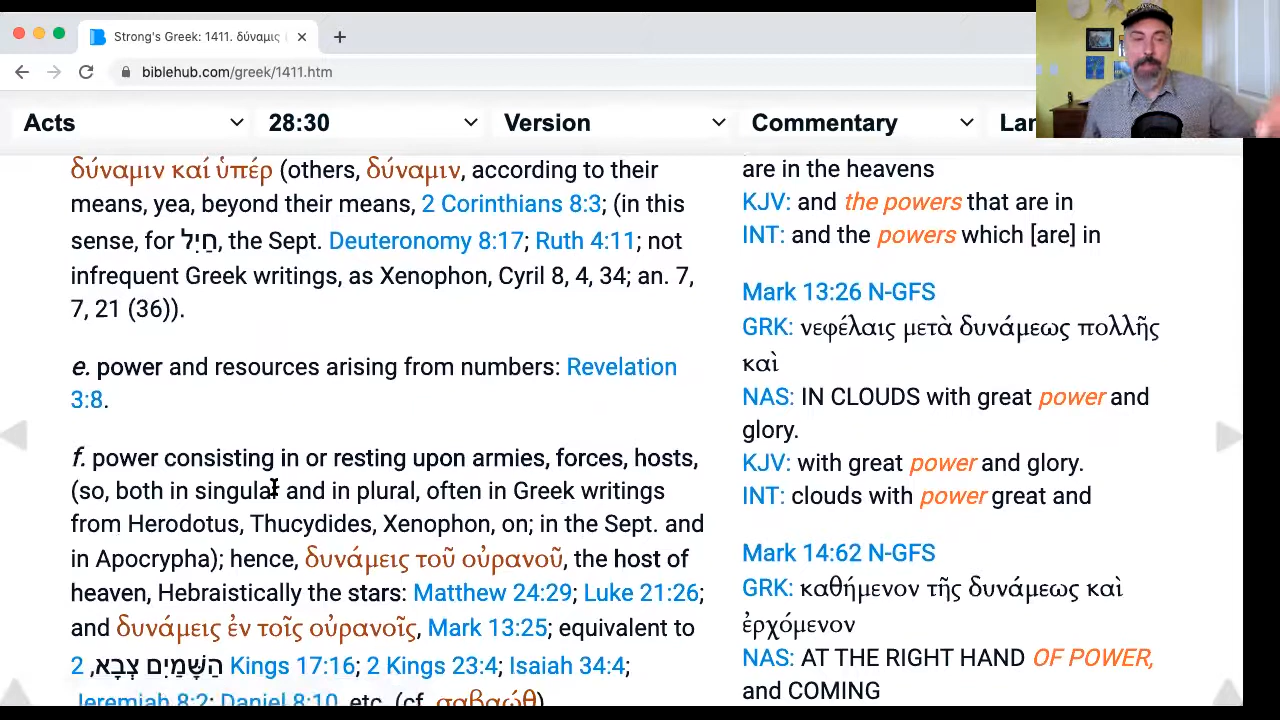 Strong's Greek: 1411. δύναμις (
biblehub.com/greek/1411.htm
Acts
28:30
Version
Commentary
δύναμιν καί ὑπέρ (others, δύναμιν, according to their
means, yea, beyond their means, 2 Corinthians 8:3; (in this
sense, for חַיִל, the Sept. Deuteronomy 8:17; Ruth 4:11; not
infrequent Greek writings, as Xenophon, Cyril 8, 4, 34; an. 7,
7, 21 (36)).
e. power and resources arising from numbers: Revelation
3:8.
f. power consisting in or resting upon armies, forces, hosts,
(so, both in singular and in plural, often in Greek writings
from Herodotus, Thucydides, Xenophon, on; in the Sept. and
in Apocrypha); hence, δυνάμεις τοῦ οὐρανοῦ, the host of
heaven, Hebraistically the stars: Matthew 24:29; Luke 21:26;
and δυνάμεις ἐν τοῖς οὐρανοῖς, Mark 13:25; equivalent to
הַשָּׁמַיִם צְבָא, 2 Kings 17:16; 2 Kings 23:4; Isaiah 34:4;
Jeremiah 8:2; Daniel 8:10, etc. (cf. σαβαώθ).
are in the heavens
KJV: and the powers that are in
INT: and the powers which [are] in
Mark 13:26 N-GFS
GRK: νεφέλαις μετὰ δυνάμεως πολλῆς
καὶ
NAS: IN CLOUDS with great power and
glory.
KJV: with great power and glory.
INT: clouds with power great and
Mark 14:62 N-GFS
GRK: καθήμενον τῆς δυνάμεως καὶ
ἐρχόμενον
NAS: AT THE RIGHT HAND OF POWER,
and COMING